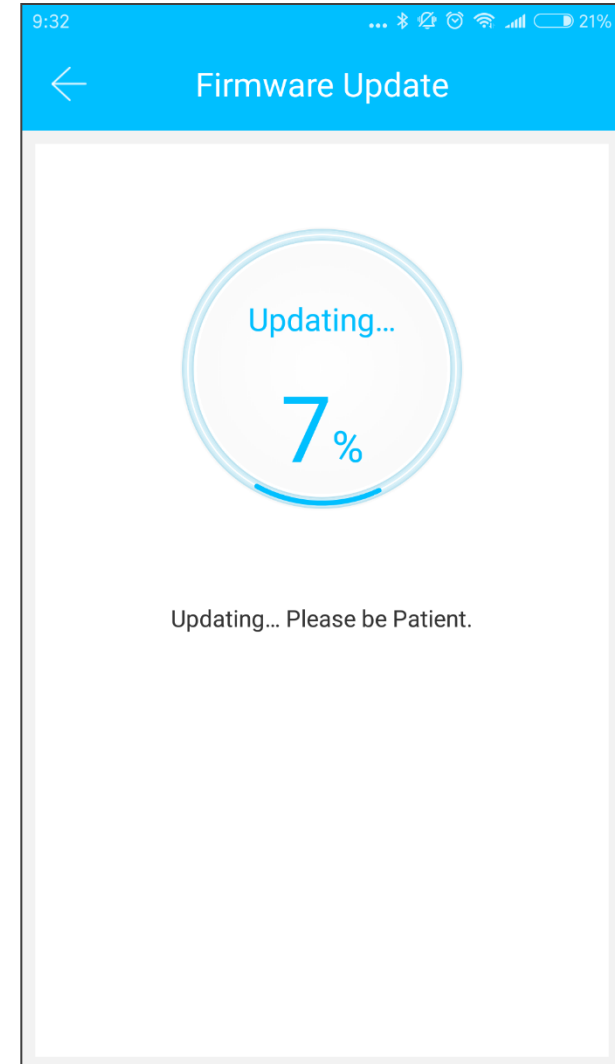 9:32 ... 21%
Firmware Update
Updating...
7%
Updating... Please be Patient.